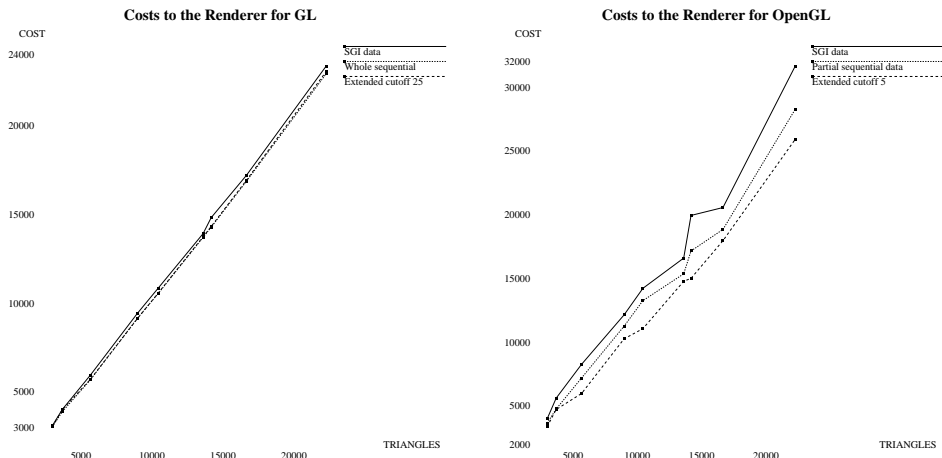 Costs to the Renderer for GL
COST
SGI data
Whole sequential
Extended cutoff 25
24000
20000
15000
10000
5000
3000
5000
10000
15000
20000
TRIANGLES
Costs to the Renderer for OpenGL
COST
SGI data
Partial sequential data
Extended cutoff 5
32000
30000
25000
20000
15000
10000
5000
2000
5000
10000
15000
20000
TRIANGLES